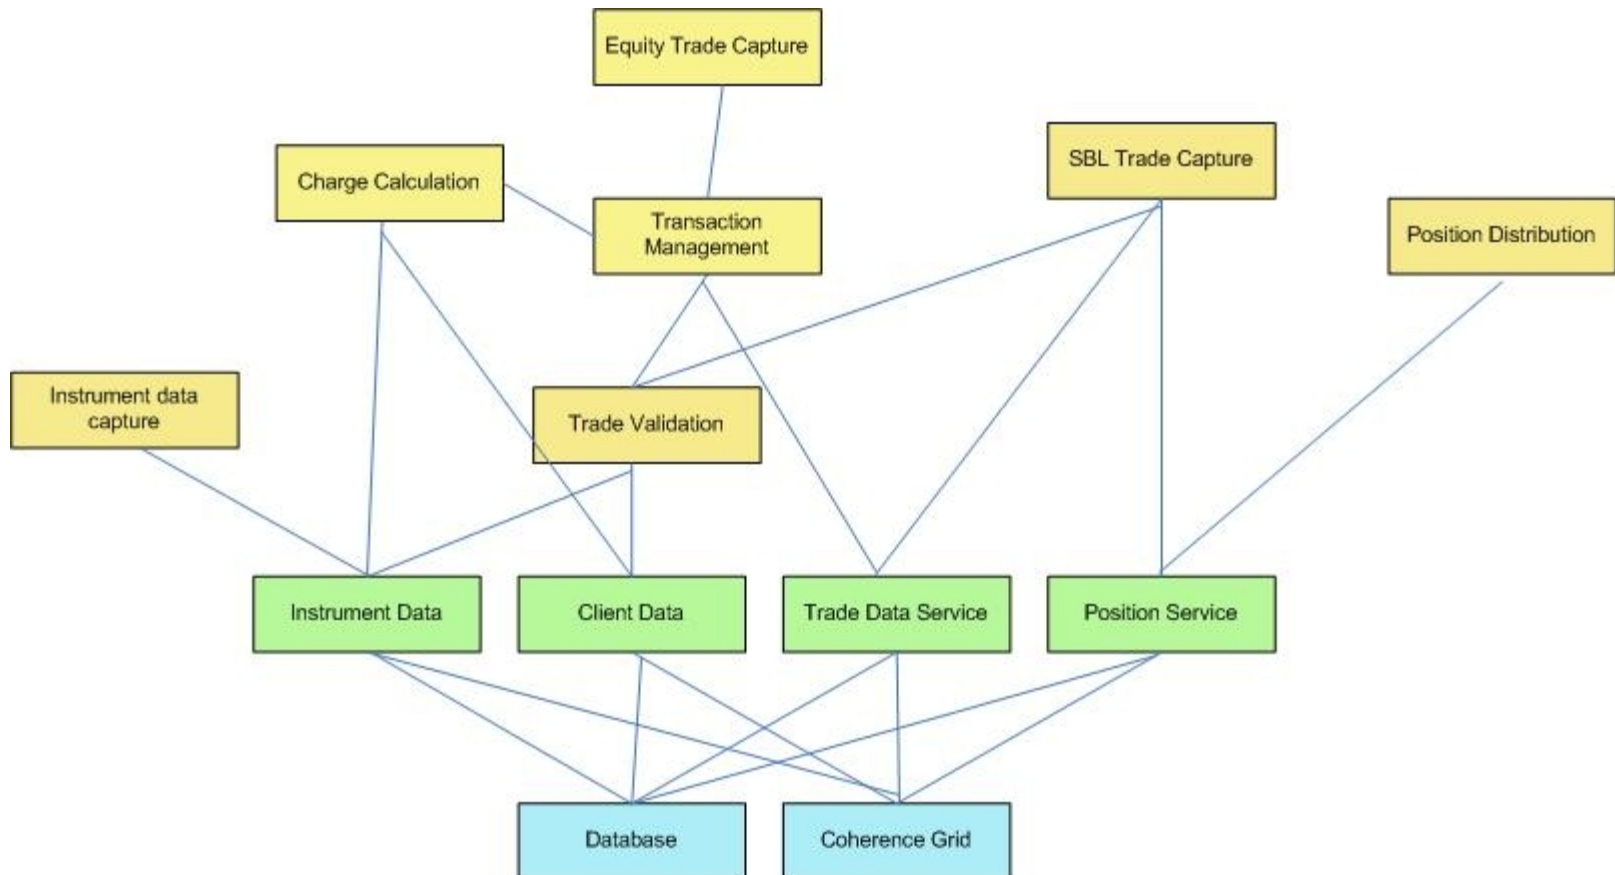 Equity Trade Capture
SBL Trade Capture
Charge Calculation
Transaction
Management
Position Distribution
Instrument data
capture
Trade Validation
Instrument Data
Client Data
Trade Data Service
Position Service
Database
Coherence Grid